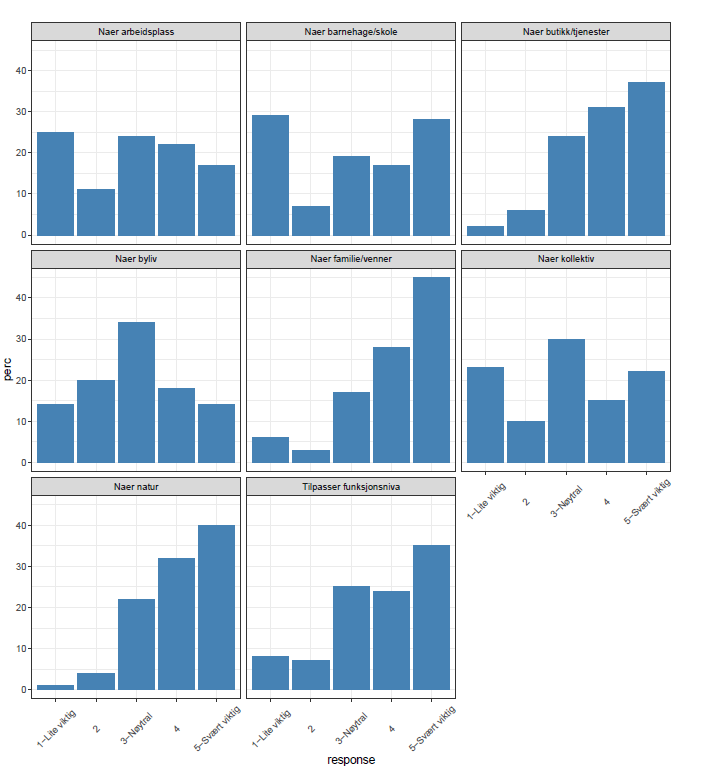 Naer arbeidsplass
Naer barnehage/skole
Naer butikk/tjenester
40
30
20
10
0
Naer byliv
Naer familie/venner
Naer kollektiv
perc
40
30
20
10
0
1−Lite viktig
2
3−Nøytral
4
5−Svært viktig
Naer natur
Tilpasser funksjonsniva
40
30
20
10
0
1−Lite viktig
2
3−Nøytral
4
5−Svært viktig
1−Lite viktig
2
3−Nøytral
4
5−Svært viktig
response